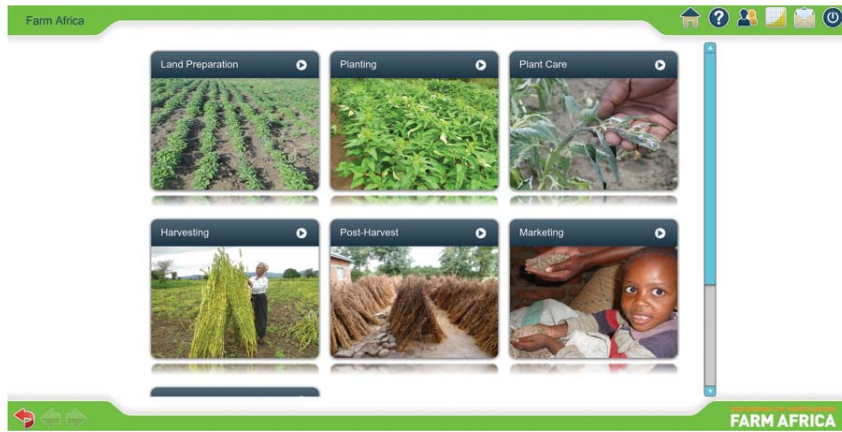 Farm Africa
Land Preparation
Planting
Plant Care
Harvesting
Post-Harvest
Marketing
FARM AFRICA